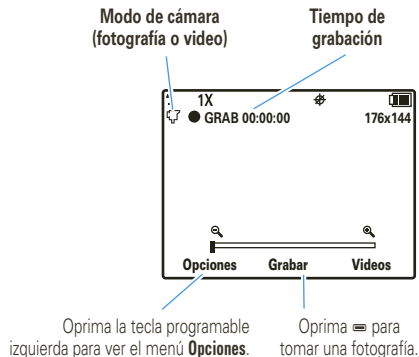 Modo de cámara
(fotografía o video)
Tiempo de
grabación
1X
GRAB 00:00:00
176x144
Opciones
Grabar
Videos
Oprima la tecla programable
izquierda para ver el menú Opciones.
Oprima para
tomar una fotografía.